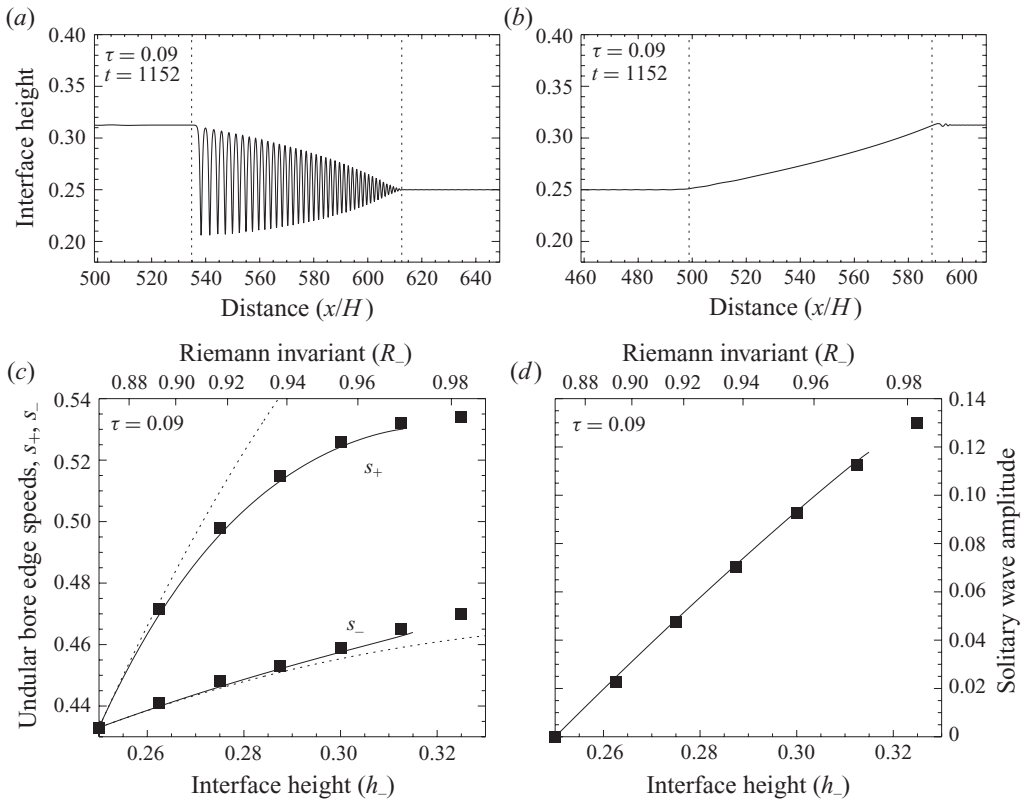 (a)
(b)
0.40
0.35
0.30
0.25
0.20
τ = 0.09
t = 1152
Interface height
500 520 540 560 580 600 620 640
Distance (x/H)
0.40
0.35
0.30
0.25
0.20
τ = 0.09
t = 1152
460 480 500 520 540 560 580 600
Distance (x/H)
(c)
Riemann invariant (R_)
0.88 0.90 0.92 0.94 0.96 0.98
0.54
0.52
0.50
0.48
0.46
0.44
τ = 0.09
s+
s_
Undular bore edge speeds, s+, s_
0.26 0.28 0.30 0.32
Interface height (h_)
(d)
Riemann invariant (R_)
0.88 0.90 0.92 0.94 0.96 0.98
τ = 0.09
0.14
0.12
0.10
0.08
0.06
0.04
0.02
0
Solitary wave amplitude
0.26 0.28 0.30 0.32
Interface height (h_)